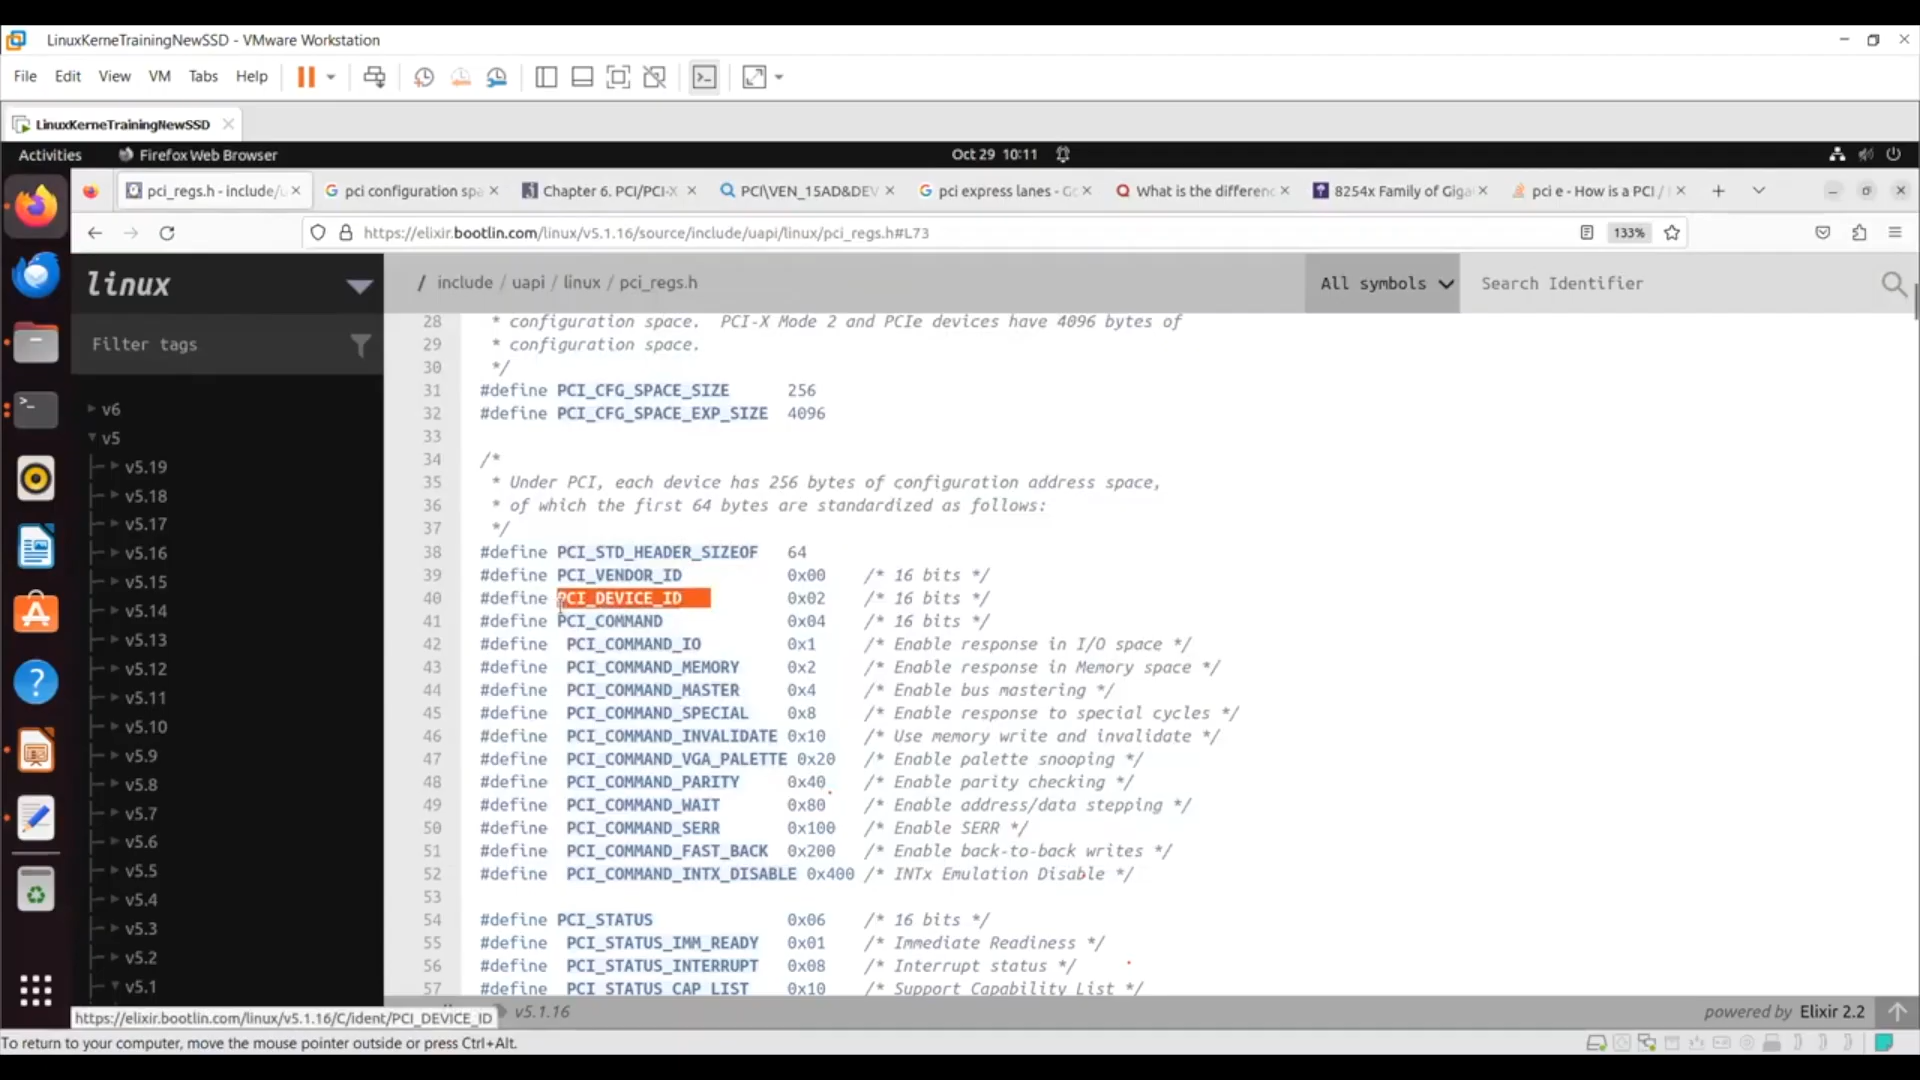 LinuxKerneTrainingNewSSD - VMware Workstation
File Edit View VM Tabs Help
LinuxKerneTrainingNewSSD
Activities Firefox Web Browser Oct 29 10:11
pci_regs.h - include/u pci configuration spa Chapter 6. PCI/PCI-X PCI\VEN_15AD&DEV pci express lanes - Go What is the differenc 8254x Family of Giga pci e - How is a PCI /
https://elixir.bootlin.com/linux/v5.1.16/source/include/uapi/linux/pci_regs.h#L73 133%
linux / include / uapi / linux / pci_regs.h All symbols Search Identifier
Filter tags
v6
v5
v5.19
v5.18
v5.17
v5.16
v5.15
v5.14
v5.13
v5.12
v5.11
v5.10
v5.9
v5.8
v5.7
v5.6
v5.5
v5.4
v5.3
v5.2
v5.1
28 * configuration space. PCI-X Mode 2 and PCIe devices have 4096 bytes of
29 * configuration space.
30 */
31 #define PCI_CFG_SPACE_SIZE 256
32 #define PCI_CFG_SPACE_EXP_SIZE 4096
33
34 /*
35 * Under PCI, each device has 256 bytes of configuration address space,
36 * of which the first 64 bytes are standardized as follows:
37 */
38 #define PCI_STD_HEADER_SIZEOF 64
39 #define PCI_VENDOR_ID 0x00 /* 16 bits */
40 #define PCI_DEVICE_ID 0x02 /* 16 bits */
41 #define PCI_COMMAND 0x04 /* 16 bits */
42 #define PCI_COMMAND_IO 0x1 /* Enable response in I/O space */
43 #define PCI_COMMAND_MEMORY 0x2 /* Enable response in Memory space */
44 #define PCI_COMMAND_MASTER 0x4 /* Enable bus mastering */
45 #define PCI_COMMAND_SPECIAL 0x8 /* Enable response to special cycles */
46 #define PCI_COMMAND_INVALIDATE 0x10 /* Use memory write and invalidate */
47 #define PCI_COMMAND_VGA_PALETTE 0x20 /* Enable palette snooping */
48 #define PCI_COMMAND_PARITY 0x40 /* Enable parity checking */
49 #define PCI_COMMAND_WAIT 0x80 /* Enable address/data stepping */
50 #define PCI_COMMAND_SERR 0x100 /* Enable SERR */
51 #define PCI_COMMAND_FAST_BACK 0x200 /* Enable back-to-back writes */
52 #define PCI_COMMAND_INTX_DISABLE 0x400 /* INTx Emulation Disable */
53
54 #define PCI_STATUS 0x06 /* 16 bits */
55 #define PCI_STATUS_IMM_READY 0x01 /* Immediate Readiness */
56 #define PCI_STATUS_INTERRUPT 0x08 /* Interrupt status */
57 #define PCI_STATUS_CAP_LIST 0x10 /* Support Capability List */
https://elixir.bootlin.com/linux/v5.1.16/C/ident/PCI_DEVICE_ID v5.1.16 powered by Elixir 2.2
To return to your computer, move the mouse pointer outside or press Ctrl+Alt.